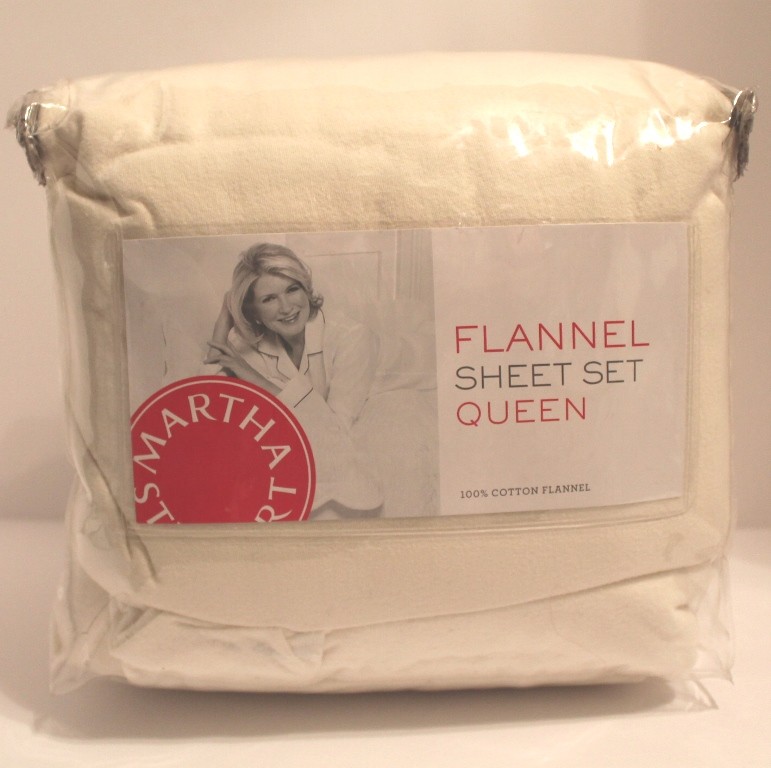 MARTHA
FLANNEL
SHEET SET
QUEEN
100% COTTON FLANNEL